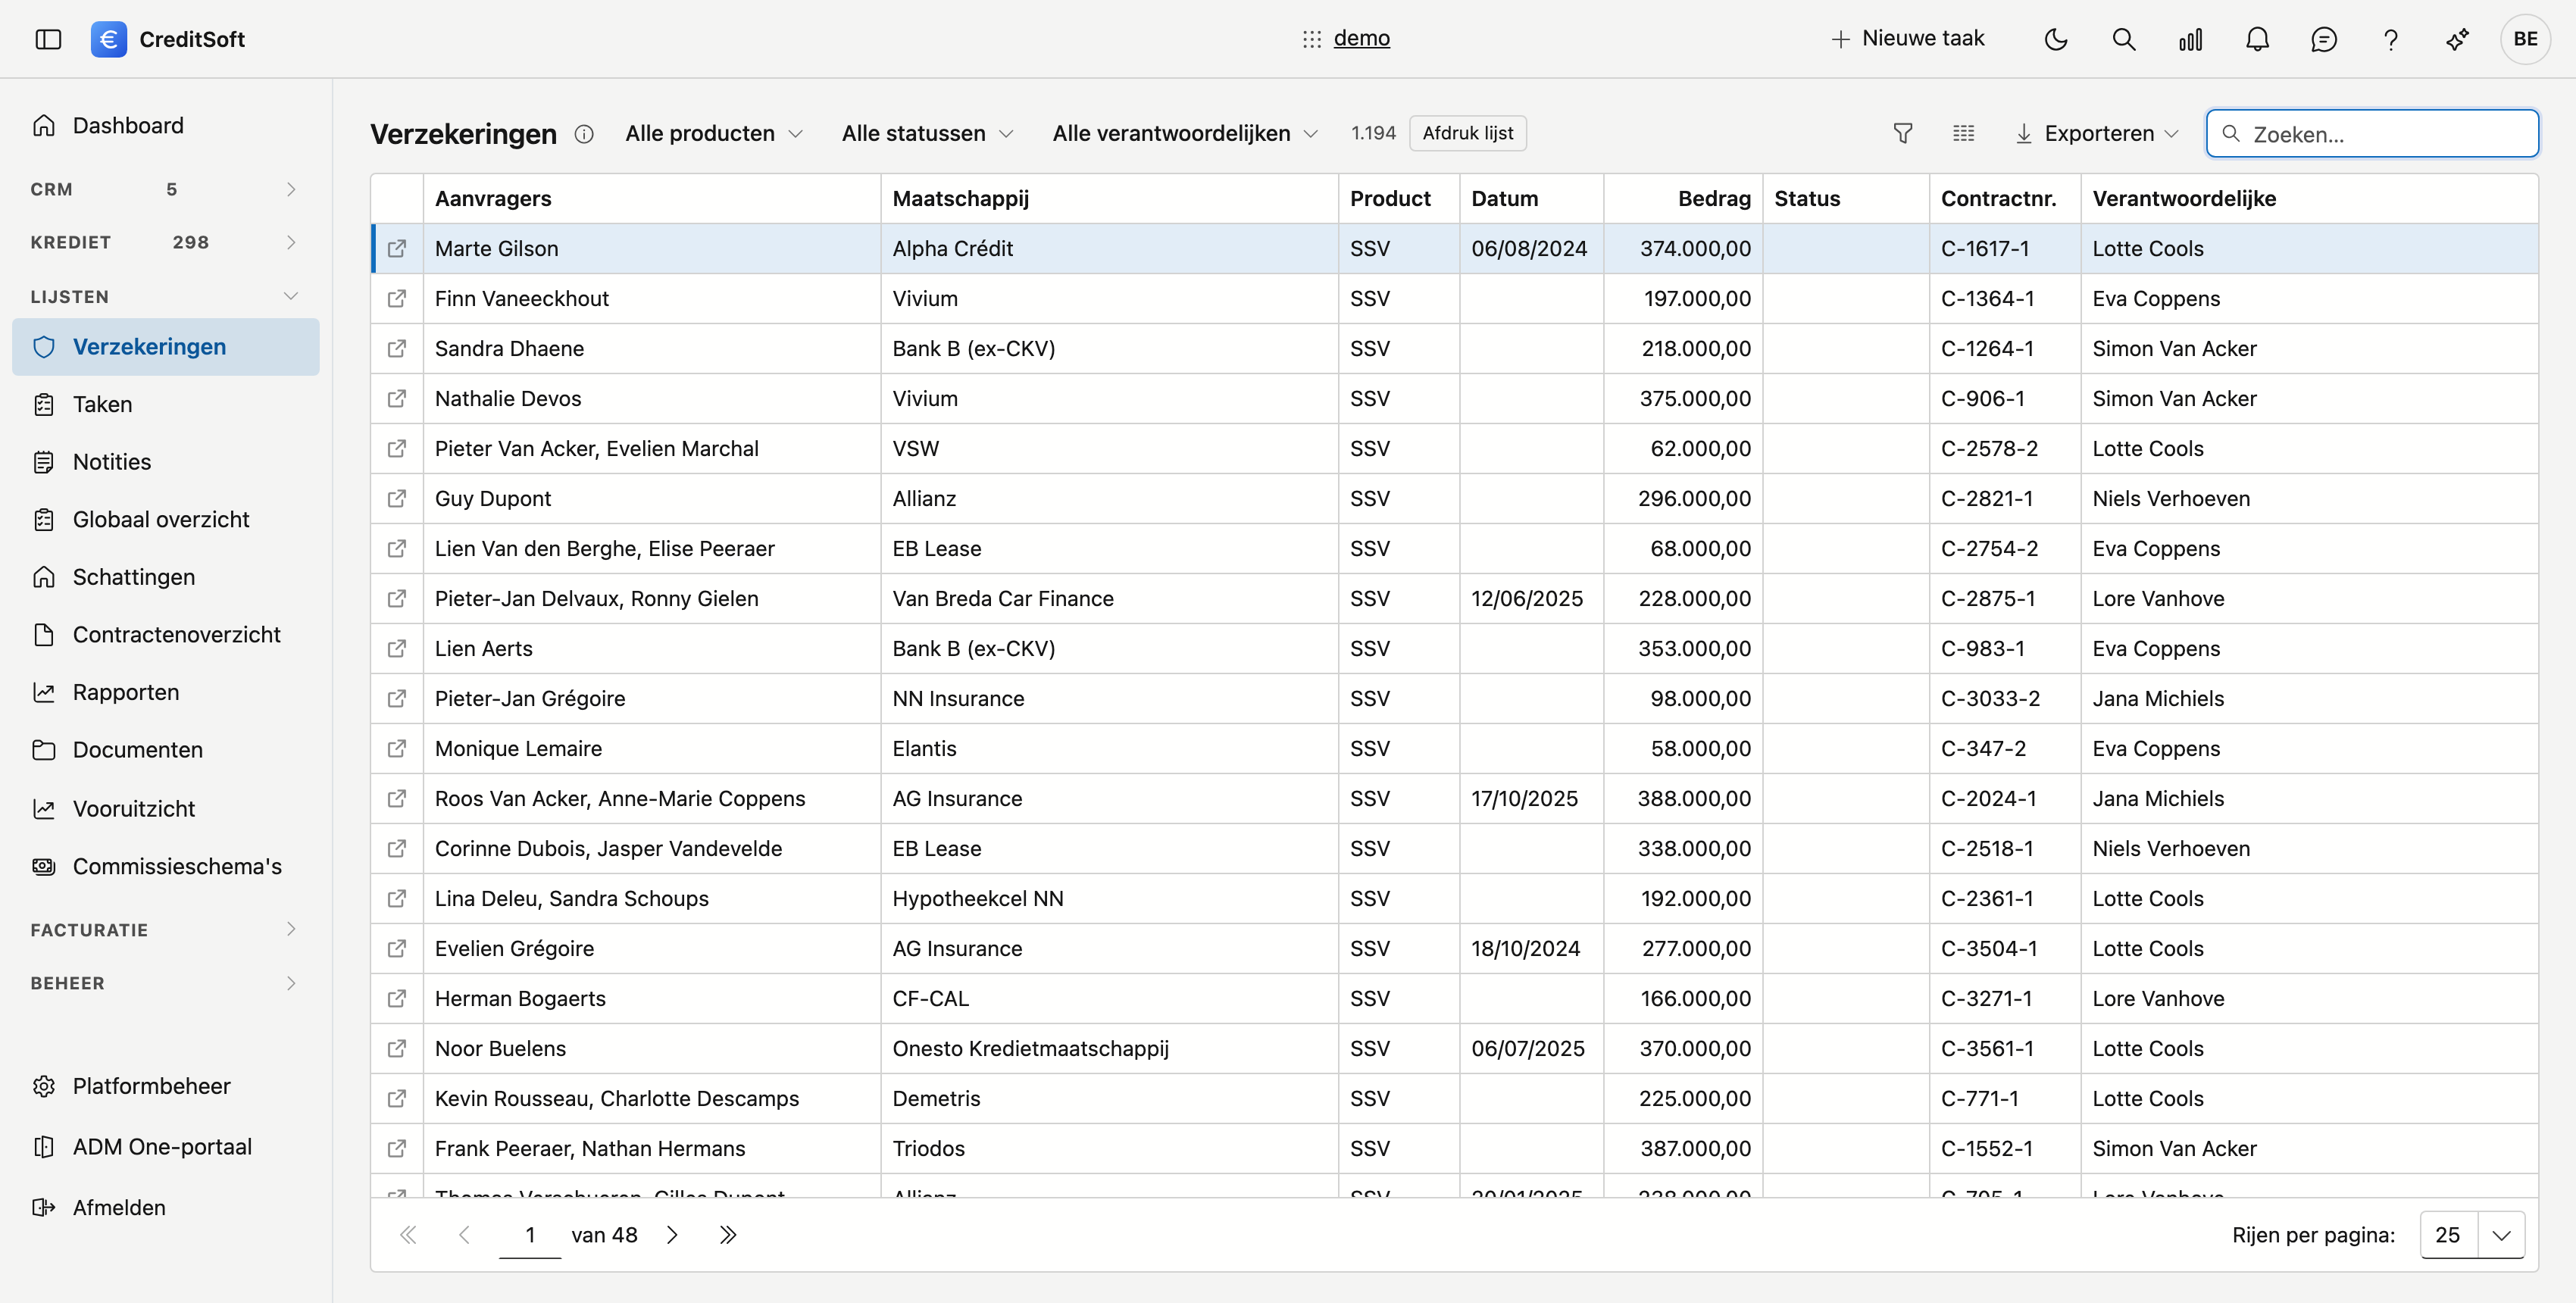 CreditSoft
demo
Nieuwe taak
BE
Dashboard
CRM 5
KREDIET 298
LIJSTEN
Verzekeringen
Taken
Notities
Globaal overzicht
Schattingen
Contractenoverzicht
Rapporten
Documenten
Vooruitzicht
Commissieschema's
FACTURATIE
BEHEER
Platformbeheer
ADM One-portaal
Afmelden
Verzekeringen Alle producten Alle statussen Alle verantwoordelijken 1.194 Afdruk lijst Exporteren Zoeken...
Aanvragers Maatschappij Product Datum Bedrag Status Contractnr. Verantwoordelijke
Marte Gilson Alpha Crédit SSV 06/08/2024 374.000,00 C-1617-1 Lotte Cools
Finn Vaneeckhout Vivium SSV 197.000,00 C-1364-1 Eva Coppens
Sandra Dhaene Bank B (ex-CKV) SSV 218.000,00 C-1264-1 Simon Van Acker
Nathalie Devos Vivium SSV 375.000,00 C-906-1 Simon Van Acker
Pieter Van Acker, Evelien Marchal VSW SSV 62.000,00 C-2578-2 Lotte Cools
Guy Dupont Allianz SSV 296.000,00 C-2821-1 Niels Verhoeven
Lien Van den Berghe, Elise Peeraer EB Lease SSV 68.000,00 C-2754-2 Eva Coppens
Pieter-Jan Delvaux, Ronny Gielen Van Breda Car Finance SSV 12/06/2025 228.000,00 C-2875-1 Lore Vanhove
Lien Aerts Bank B (ex-CKV) SSV 353.000,00 C-983-1 Eva Coppens
Pieter-Jan Grégoire NN Insurance SSV 98.000,00 C-3033-2 Jana Michiels
Monique Lemaire Elantis SSV 58.000,00 C-347-2 Eva Coppens
Roos Van Acker, Anne-Marie Coppens AG Insurance SSV 17/10/2025 388.000,00 C-2024-1 Jana Michiels
Corinne Dubois, Jasper Vandevelde EB Lease SSV 338.000,00 C-2518-1 Niels Verhoeven
Lina Deleu, Sandra Schoups Hypotheekcel NN SSV 192.000,00 C-2361-1 Lotte Cools
Evelien Grégoire AG Insurance SSV 18/10/2024 277.000,00 C-3504-1 Lotte Cools
Herman Bogaerts CF-CAL SSV 166.000,00 C-3271-1 Lore Vanhove
Noor Buelens Onesto Kredietmaatschappij SSV 06/07/2025 370.000,00 C-3561-1 Lotte Cools
Kevin Rousseau, Charlotte Descamps Demetris SSV 225.000,00 C-771-1 Lotte Cools
Frank Peeraer, Nathan Hermans Triodos SSV 387.000,00 C-1552-1 Simon Van Acker
1 van 48 Rijen per pagina: 25